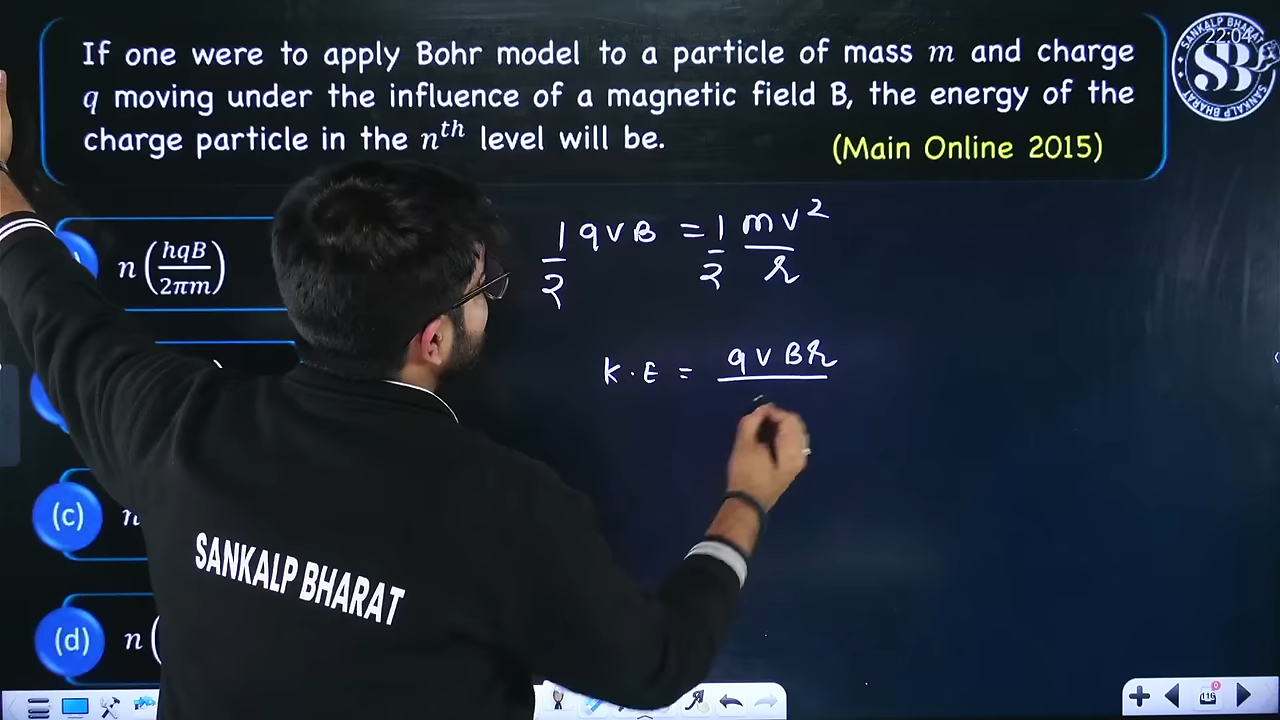 If one were to apply Bohr model to a particle of mass m and charge
q moving under the influence of a magnetic field B, the energy of the
charge particle in the nᵗʰ level will be.
(Main Online 2015)
SANKALP BHARAT
SB
SANKALP BHARAT
22:04
n(hqB/2πm)
1/2 qvB = 1/2 mv²/r
K.E = qvBr
(c) n
(d) n(
SANKALP BHARAT
116